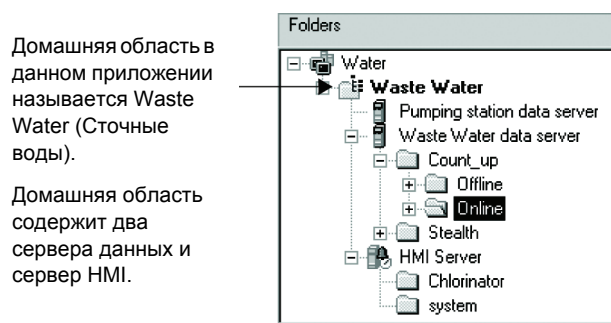 Домашняя область в
данном приложении
называется Waste
Water (Сточные
воды).
Домашняя область
содержит два
сервера данных и
сервер HMI.
Folders
Water
Waste Water
Pumping station data server
Waste Water data server
Count_up
Offline
Online
Stealth
HMI Server
Chlorinator
system